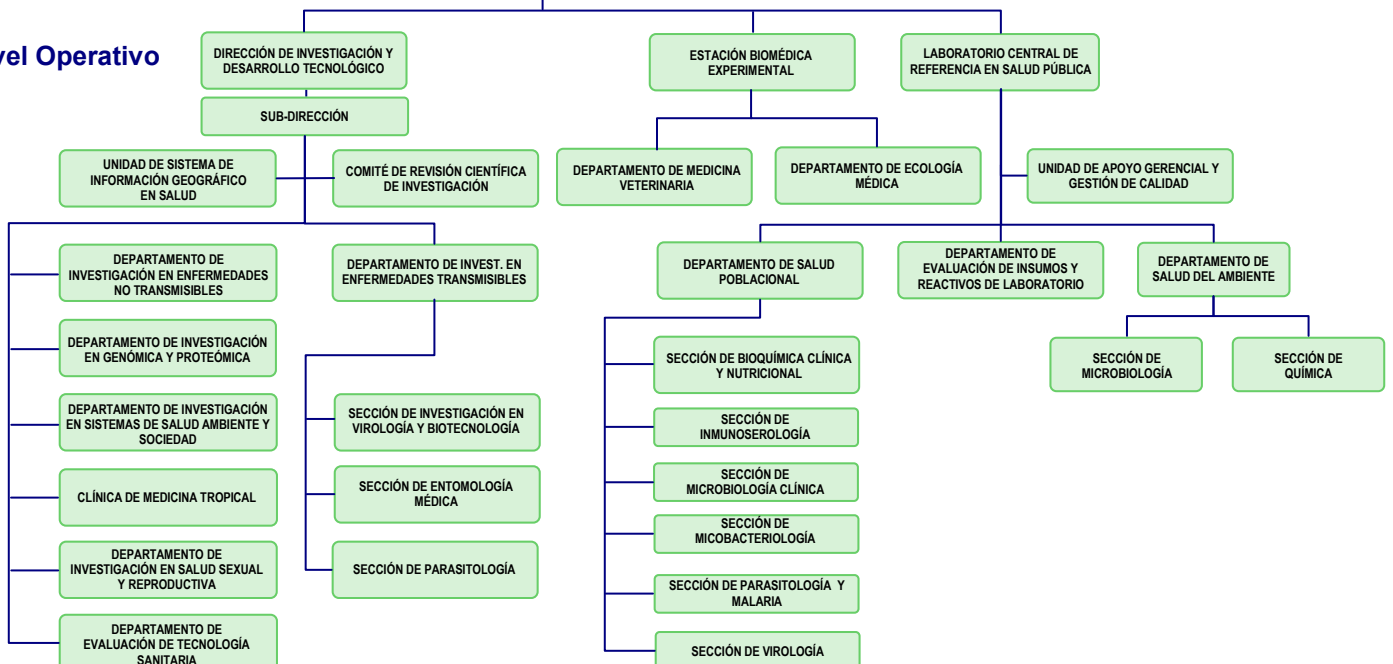 vel Operativo
DIRECCIÓN DE INVESTIGACIÓN Y
DESARROLLO TECNOLÓGICO
ESTACIÓN BIOMÉDICA
EXPERIMENTAL
LABORATORIO CENTRAL DE
REFERENCIA EN SALUD PÚBLICA
SUB-DIRECCIÓN
UNIDAD DE SISTEMA DE
INFORMACIÓN GEOGRÁFICO
EN SALUD
COMITÉ DE REVISIÓN CIENTÍFICA
DE INVESTIGACIÓN
DEPARTAMENTO DE MEDICINA
VETERINARIA
DEPARTAMENTO DE ECOLOGÍA
MÉDICA
UNIDAD DE APOYO GERENCIAL Y
GESTIÓN DE CALIDAD
DEPARTAMENTO DE
INVESTIGACIÓN EN ENFERMEDADES
NO TRANSMISIBLES
DEPARTAMENTO DE INVEST. EN
ENFERMEDADES TRANSMISIBLES
DEPARTAMENTO DE SALUD
POBLACIONAL
DEPARTAMENTO DE
EVALUACIÓN DE INSUMOS Y
REACTIVOS DE LABORATORIO
DEPARTAMENTO DE
SALUD DEL AMBIENTE
DEPARTAMENTO DE INVESTIGACIÓN
EN GENÓMICA Y PROTEÓMICA
SECCIÓN DE BIOQUÍMICA CLÍNICA
Y NUTRICIONAL
SECCIÓN DE
MICROBIOLOGÍA
SECCIÓN DE
QUÍMICA
DEPARTAMENTO DE INVESTIGACIÓN
EN SISTEMAS DE SALUD AMBIENTE Y
SOCIEDAD
SECCIÓN DE INVESTIGACIÓN EN
VIROLOGÍA Y BIOTECNOLOGÍA
SECCIÓN DE
INMUNOSEROLOGÍA
CLÍNICA DE MEDICINA TROPICAL
SECCIÓN DE ENTOMOLOGÍA
MÉDICA
SECCIÓN DE
MICROBIOLOGÍA CLÍNICA
SECCIÓN DE
MICOBACTERIOLOGÍA
DEPARTAMENTO DE
INVESTIGACIÓN EN SALUD SEXUAL
Y REPRODUCTIVA
SECCIÓN DE PARASITOLOGÍA
SECCIÓN DE PARASITOLOGÍA Y
MALARIA
DEPARTAMENTO DE
EVALUACIÓN DE TECNOLOGÍA
SANITARIA
SECCIÓN DE VIROLOGÍA